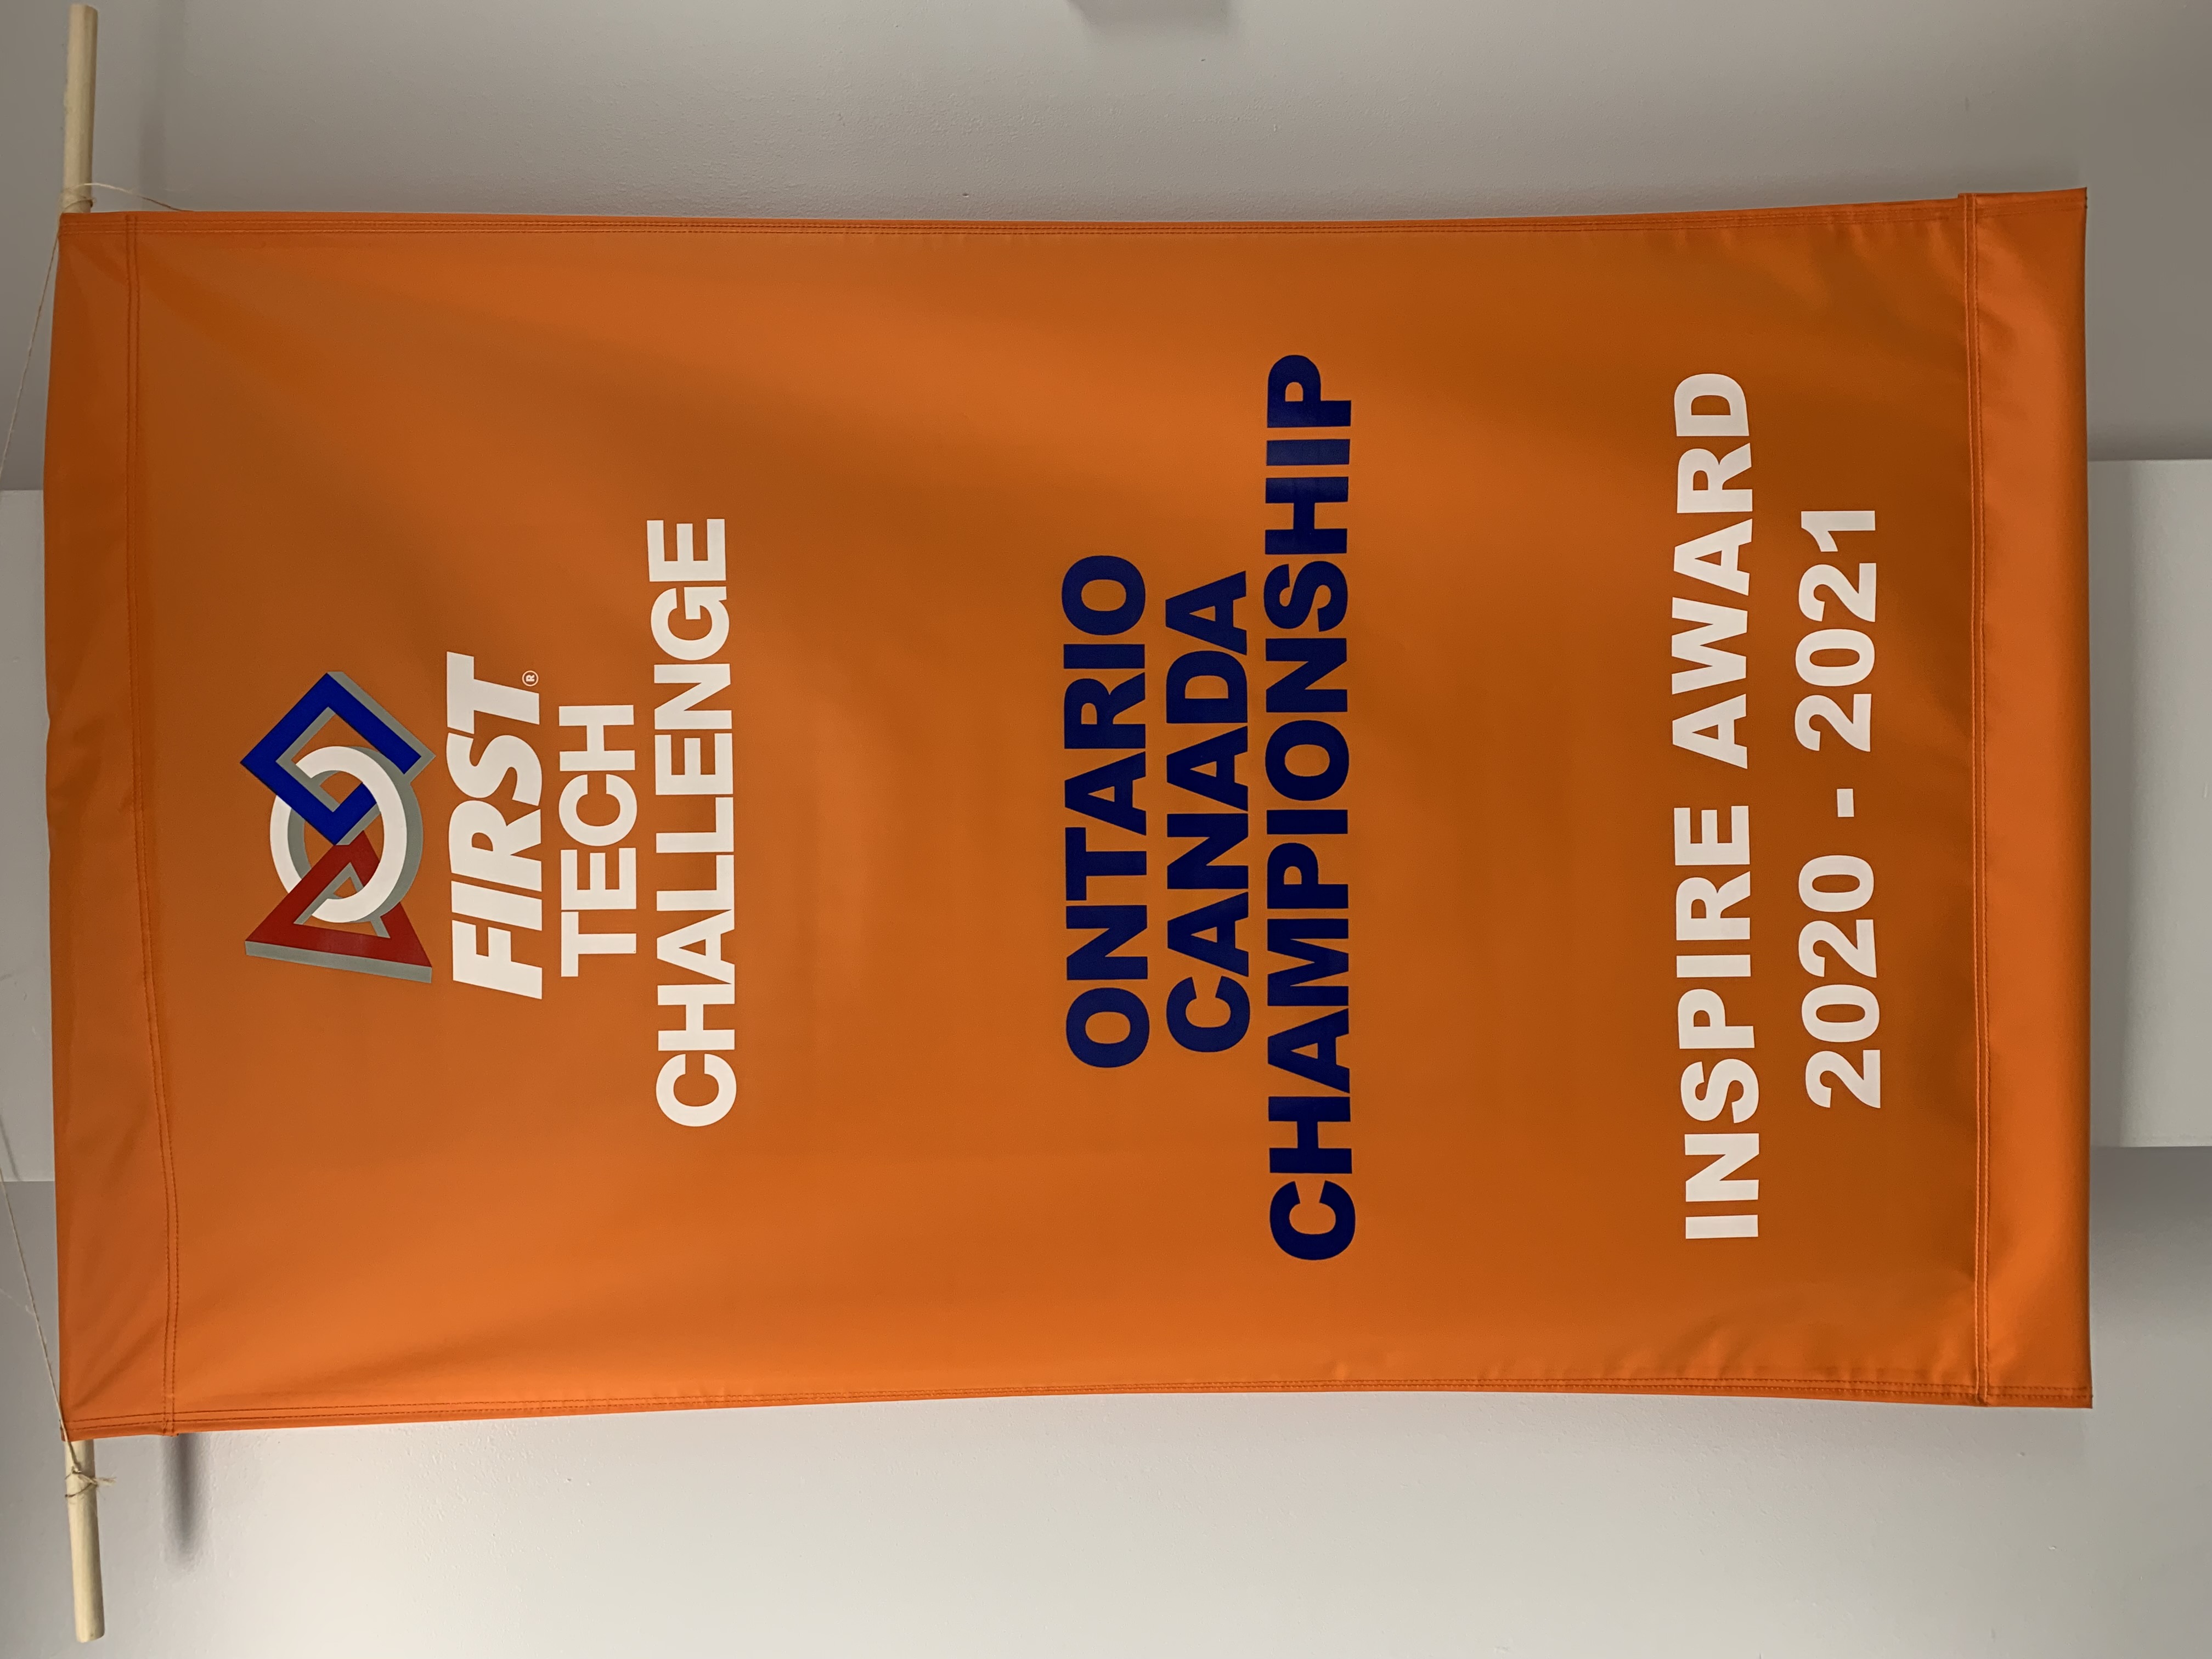 FIRST®
TECH
CHALLENGE
ONTARIO
CANADA
CHAMPIONSHIP
INSPIRE AWARD
2020 - 2021